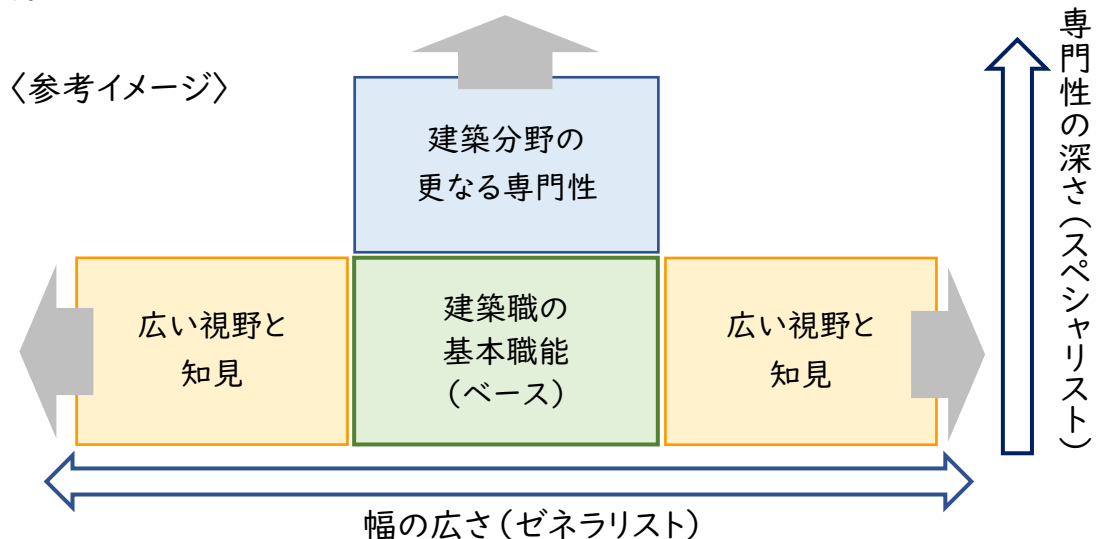 〈参考イメージ〉
建築分野の
更なる専門性
広い視野と
知見
建築職の
基本職能
(ベース)
広い視野と
知見
幅の広さ(ゼネラリスト)
専門性の深さ(スペシャリスト)